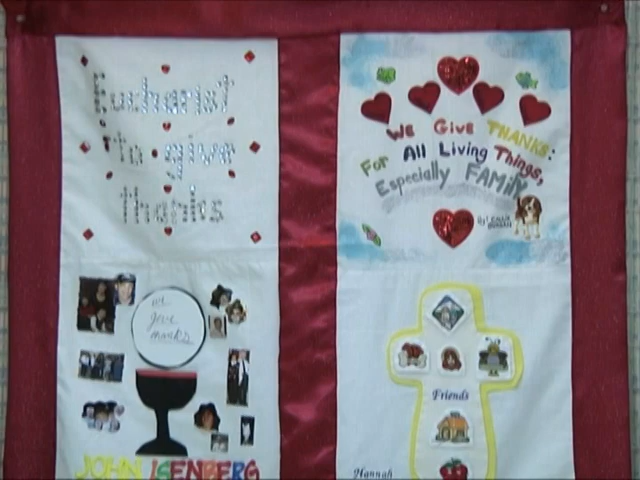 Eucharist
to give
thanks
We Give THANKS:
For All Living Things,
Especially FAMILY
we
give
thanks
JOHN ISENBERG
Friends
Hannah